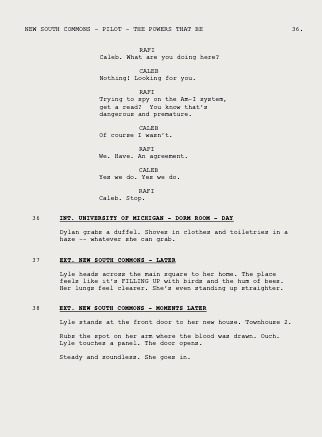 NEW SOUTH COMMONS - PILOT - THE POWERS THAT BE 36.
RAFI
Caleb. What are you doing here?
CALEB
Nothing! Looking for you.
RAFI
Trying to spy on the Am-I system,
get a read? You know that's
dangerous and premature.
CALEB
Of course I wasn't.
RAFI
We. Have. An agreement.
CALEB
Yes we do. Yes we do.
RAFI
Caleb. Stop.
36 INT. UNIVERSITY OF MICHIGAN - DORM ROOM - DAY
Dylan grabs a duffel. Shoves in clothes and toiletries in a
haze -- whatever she can grab.
37 EXT. NEW SOUTH COMMONS - LATER
Lyle heads across the main square to her home. The place
feels like it's FILLING UP with birds and the hum of bees.
Her lungs feel clearer. She's even standing up straighter.
38 EXT. NEW SOUTH COMMONS - MOMENTS LATER
Lyle stands at the front door to her new house. Townhouse 2.
Rubs the spot on her arm where the blood was drawn. Ouch.
Lyle touches a panel. The door opens.
Steady and soundless. She goes in.